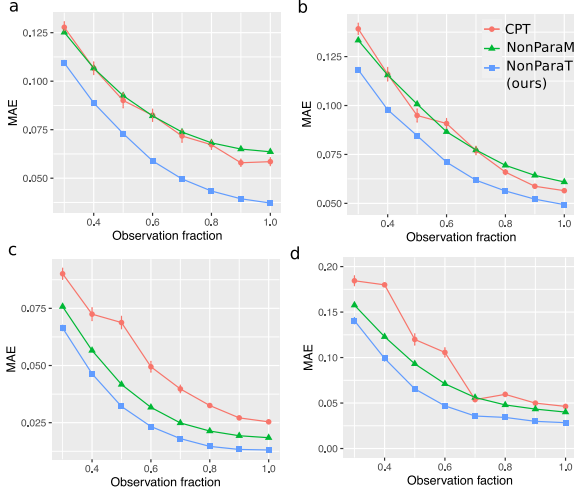 a
0.125
0.100
0.075
0.050
MAE
0.4
0.6
0.8
1.0
Observation fraction
b
0.125
0.100
0.075
0.050
MAE
0.4
0.6
0.8
1.0
Observation fraction
CPT
NonParaM
NonParaT
(ours)
c
0.075
0.050
0.025
MAE
0.4
0.6
0.8
1.0
Observation fraction
d
0.20
0.15
0.10
0.05
0.00
MAE
0.4
0.6
0.8
1.0
Observation faction